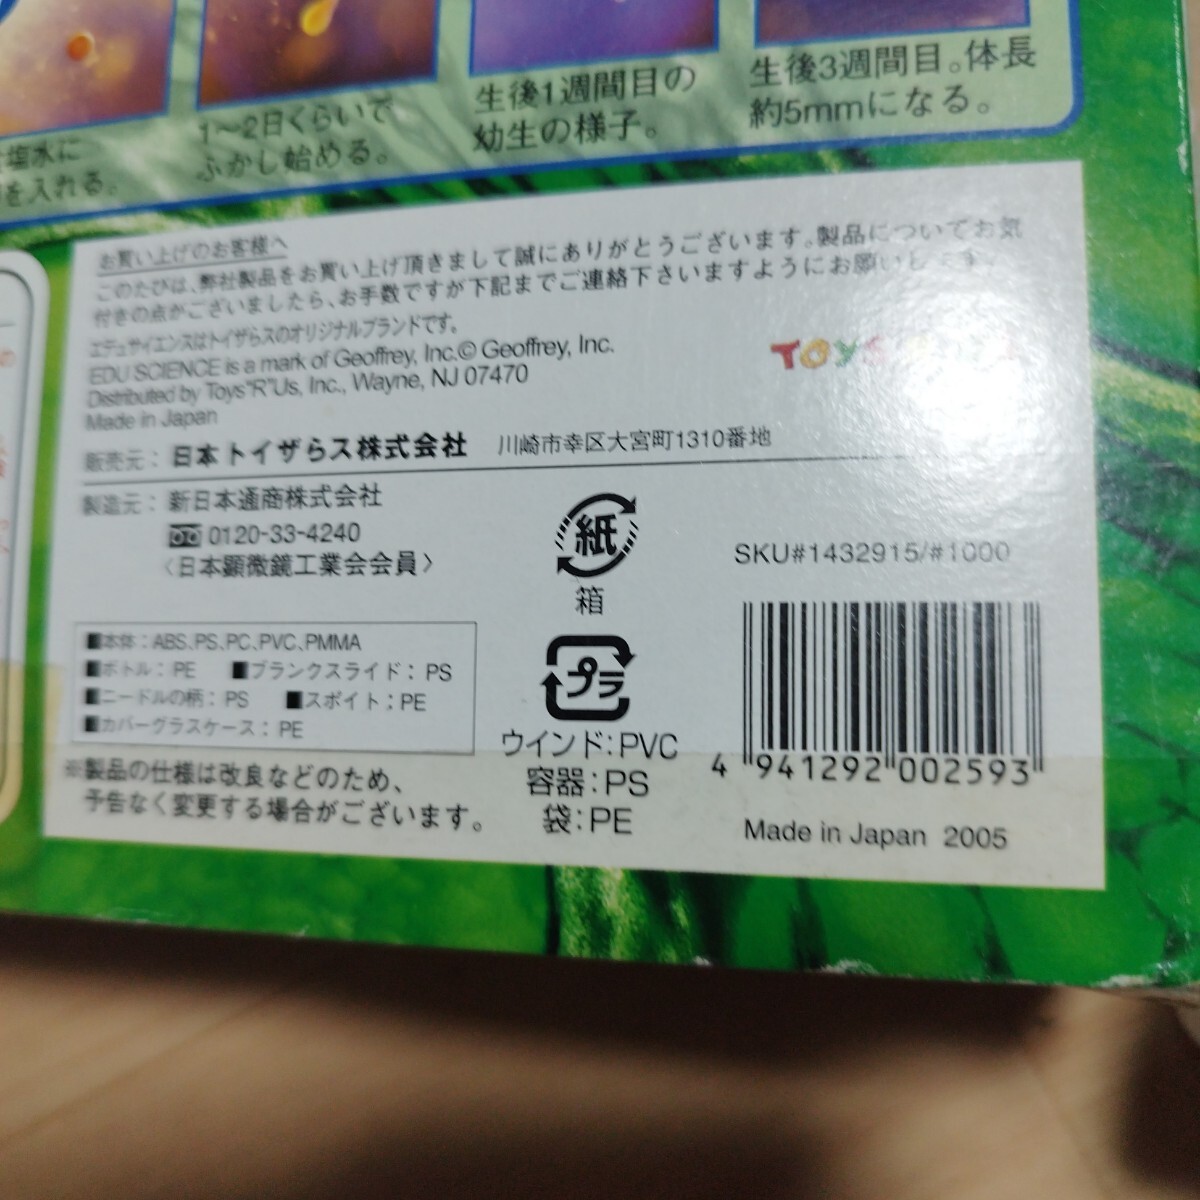 塩水に
を入れる。
1〜2日くらいで
ふかし始める。
生後1週間目の
幼生の様子。
生後3週間目。体長
約5mmになる。
お買い上げのお客様へ
このたびは、弊社製品をお買い上げ頂きまして誠にありがとうございます。製品についてお気
付きの点がございましたら、お手数ですが下記までご連絡下さいますようにお願いします。
エデュサイエンスはトイザらスのオリジナルブランドです。
EDU SCIENCE is a mark of Geoffrey, Inc.© Geoffrey, Inc.
Distributed by Toys"R"Us, Inc., Wayne, NJ 07470
Made in Japan
TOYS
販売元：日本トイザらス株式会社 川崎市幸区大宮町1310番地
製造元：新日本通商株式会社
0120-33-4240
〈日本顕微鏡工業会会員〉
紙
箱
SKU#1432915/#1000
■本体：ABS、PS、PC、PVC、PMMA
■ボトル：PE ■ブランクスライド：PS
■ニードルの柄：PS ■スポイト：PE
■カバーグラスケース：PE
※製品の仕様は改良などのため、
予告なく変更する場合がございます。
プラ
ウインド：PVC
容器：PS
袋：PE
4 941292 002593
Made in Japan 2005